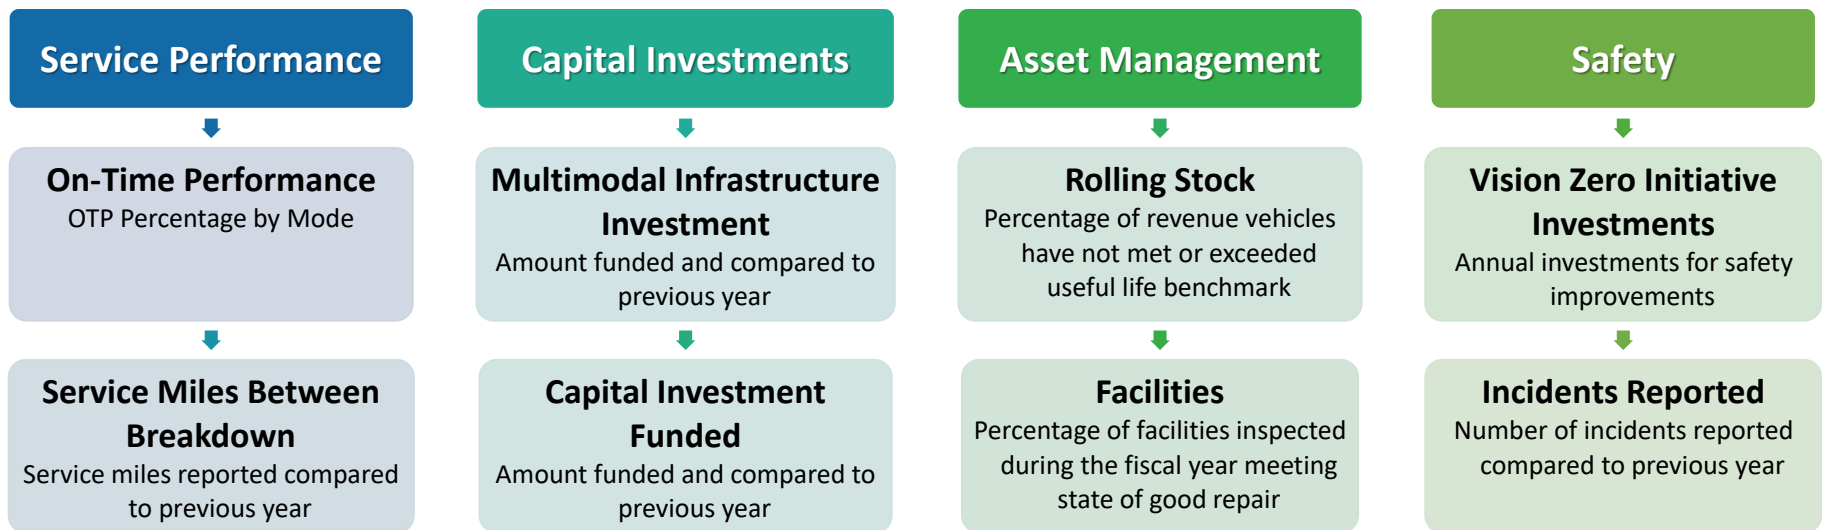 Service Performance
On-Time Performance
OTP Percentage by Mode
Service Miles Between
Breakdown
Service miles reported compared
to previous year
Capital Investments
Multimodal Infrastructure
Investment
Amount funded and compared to
previous year
Capital Investment
Funded
Amount funded and compared to
previous year
Asset Management
Rolling Stock
Percentage of revenue vehicles
have not met or exceeded
useful life benchmark
Facilities
Percentage of facilities inspected
during the fiscal year meeting
state of good repair
Safety
Vision Zero Initiative
Investments
Annual investments for safety
improvements
Incidents Reported
Number of incidents reported
compared to previous year